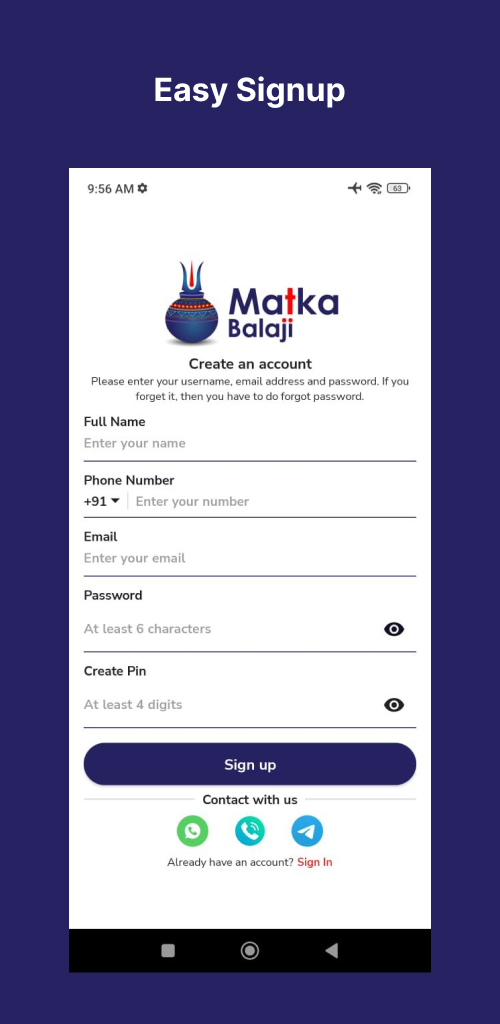 Easy Signup
9:56 AM
63
Matka
Balaji
Create an account
Please enter your username, email address and password. If you
forget it, then you have to do forgot password.
Full Name
Enter your name
Phone Number
+91 Enter your number
Email
Enter your email
Password
At least 6 characters
Create Pin
At least 4 digits
Sign up
Contact with us
Already have an account? Sign In